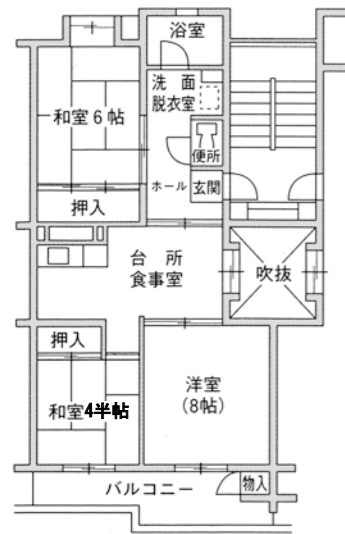 浴室
洗面
脱衣室
和室6帖
便所
ホール
玄関
押入
台所
食事室
吹抜
押入
洋室
(8帖)
和室4半帖
物入
バルコニー